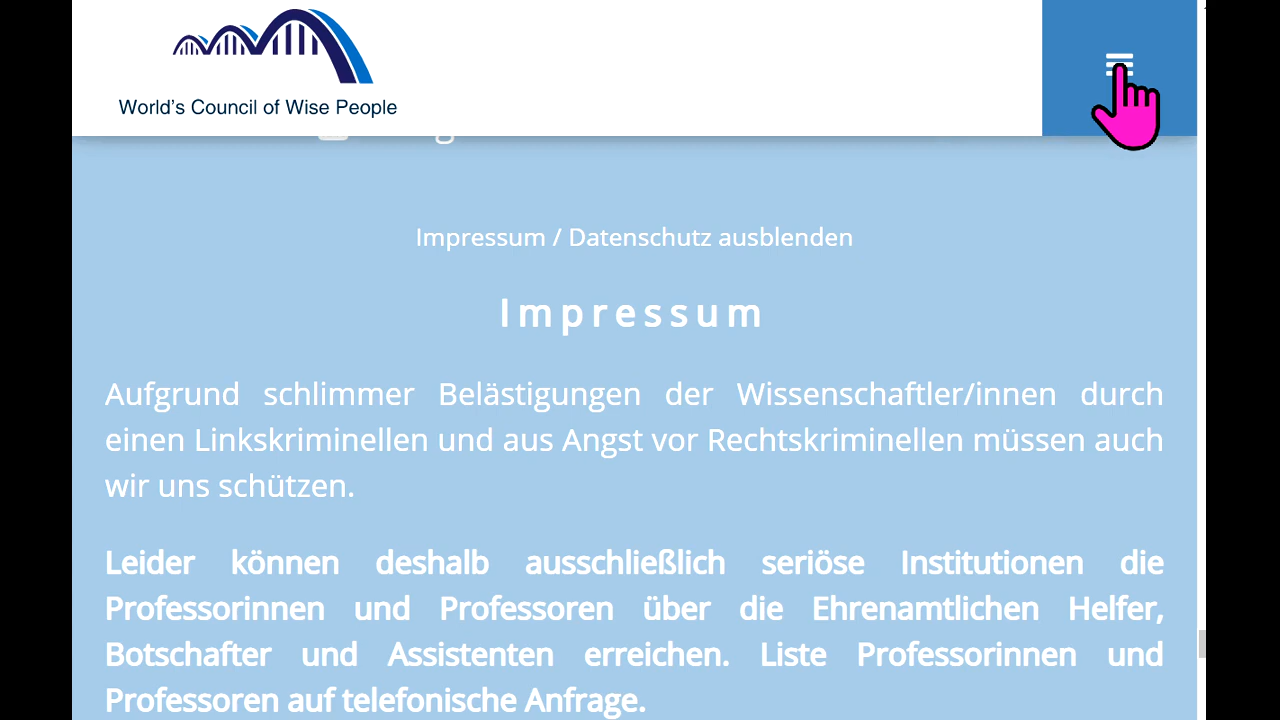 World's Council of Wise People
Impressum / Datenschutz ausblenden
Impressum
Aufgrund schlimmer Belästigungen der Wissenschaftler/innen durch
einen Linkskriminellen und aus Angst vor Rechtskriminellen müssen auch
wir uns schützen.
Leider können deshalb ausschließlich seriöse Institutionen die
Professorinnen und Professoren über die Ehrenamtlichen Helfer,
Botschafter und Assistenten erreichen. Liste Professorinnen und
Professoren auf telefonische Anfrage.